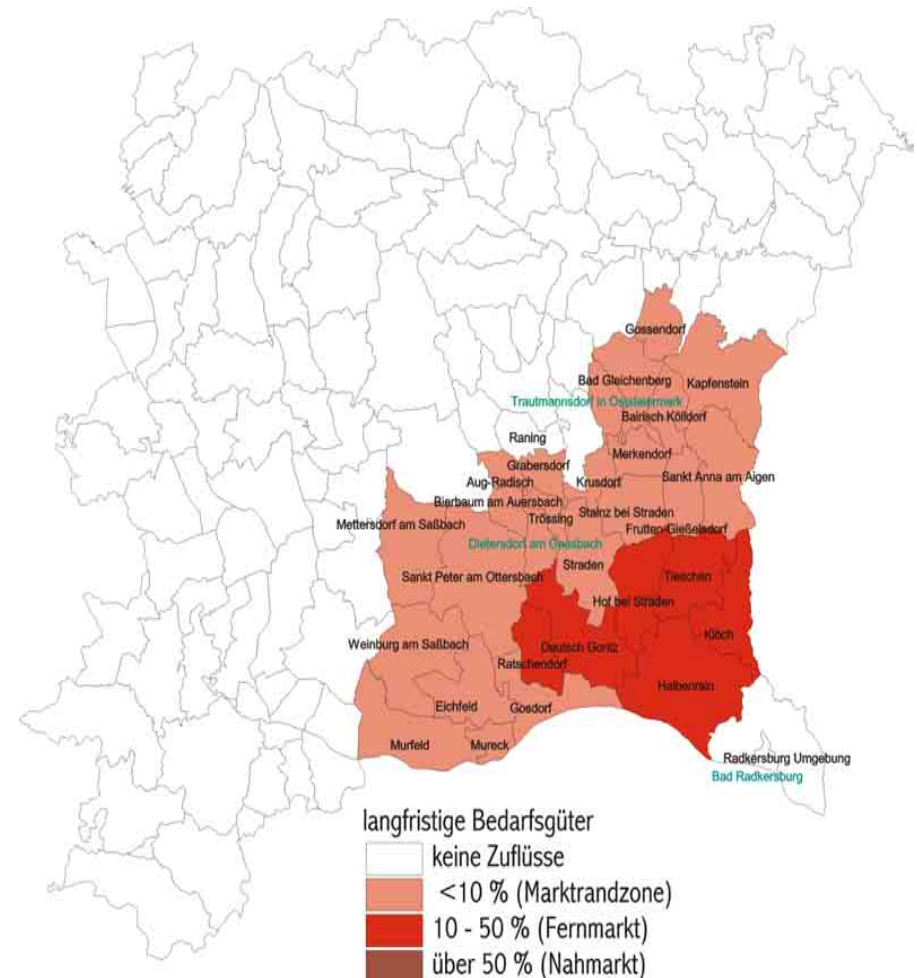 Gossendorf
Bad Gleichenberg
Kapfenstein
Trautmannsdorf in Oststeiermark
Bairisch Kölldorf
Raning
Merkendorf
Grabersdorf
Sankt Anna am Aigen
Aug-Radisch
Krusdorf
Bierbaum am Auersbach
Stainz bei Straden
Mettersdorf am Saßbach
Trössing
Frutten-Gießelsdorf
Dietersdorf am Gnasbach
Straden
Sankt Peter am Ottersbach
Tieschen
Hof bei Straden
Klöch
Weinburg am Saßbach
Deutsch Goritz
Ratschendorf
Halbenrain
Eichfeld
Gosdorf
Murfeld
Mureck
Radkersburg Umgebung
Bad Radkersburg
langfristige Bedarfsgüter
keine Zuflüsse
<10 % (Marktrandzone)
10 - 50 % (Fernmarkt)
über 50 % (Nahmarkt)